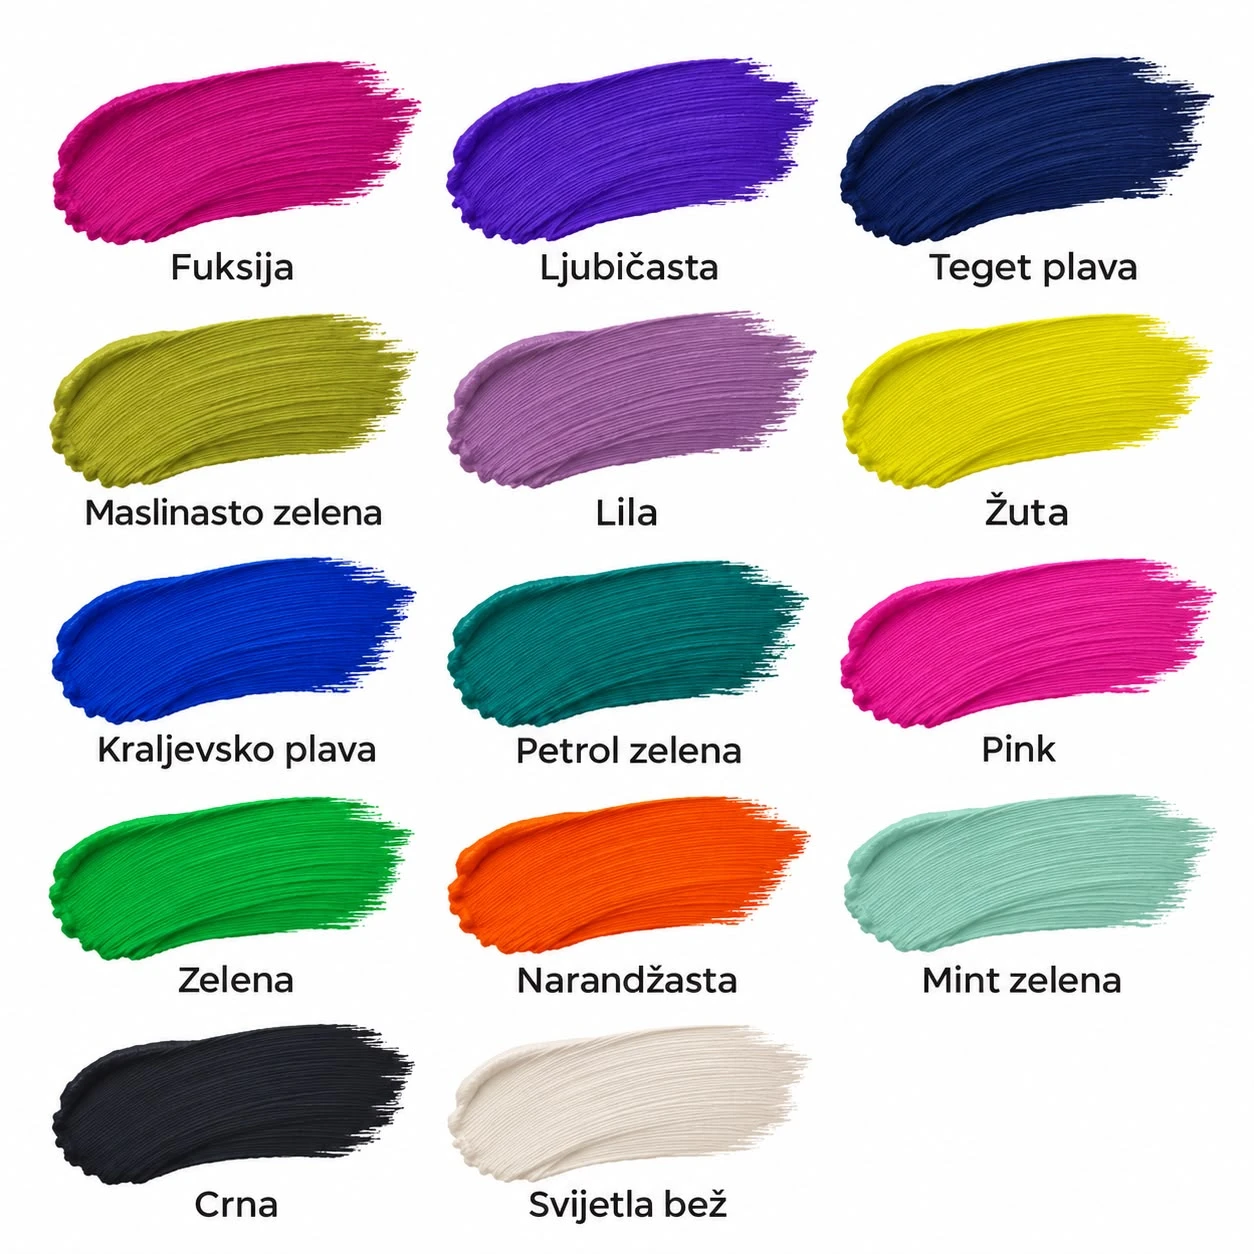 Fuksija
Ljubičasta
Teget plava
Maslinasto zelena
Lila
Žuta
Kraljevsko plava
Petrol zelena
Pink
Zelena
Narandžasta
Mint zelena
Crna
Svijetla bež